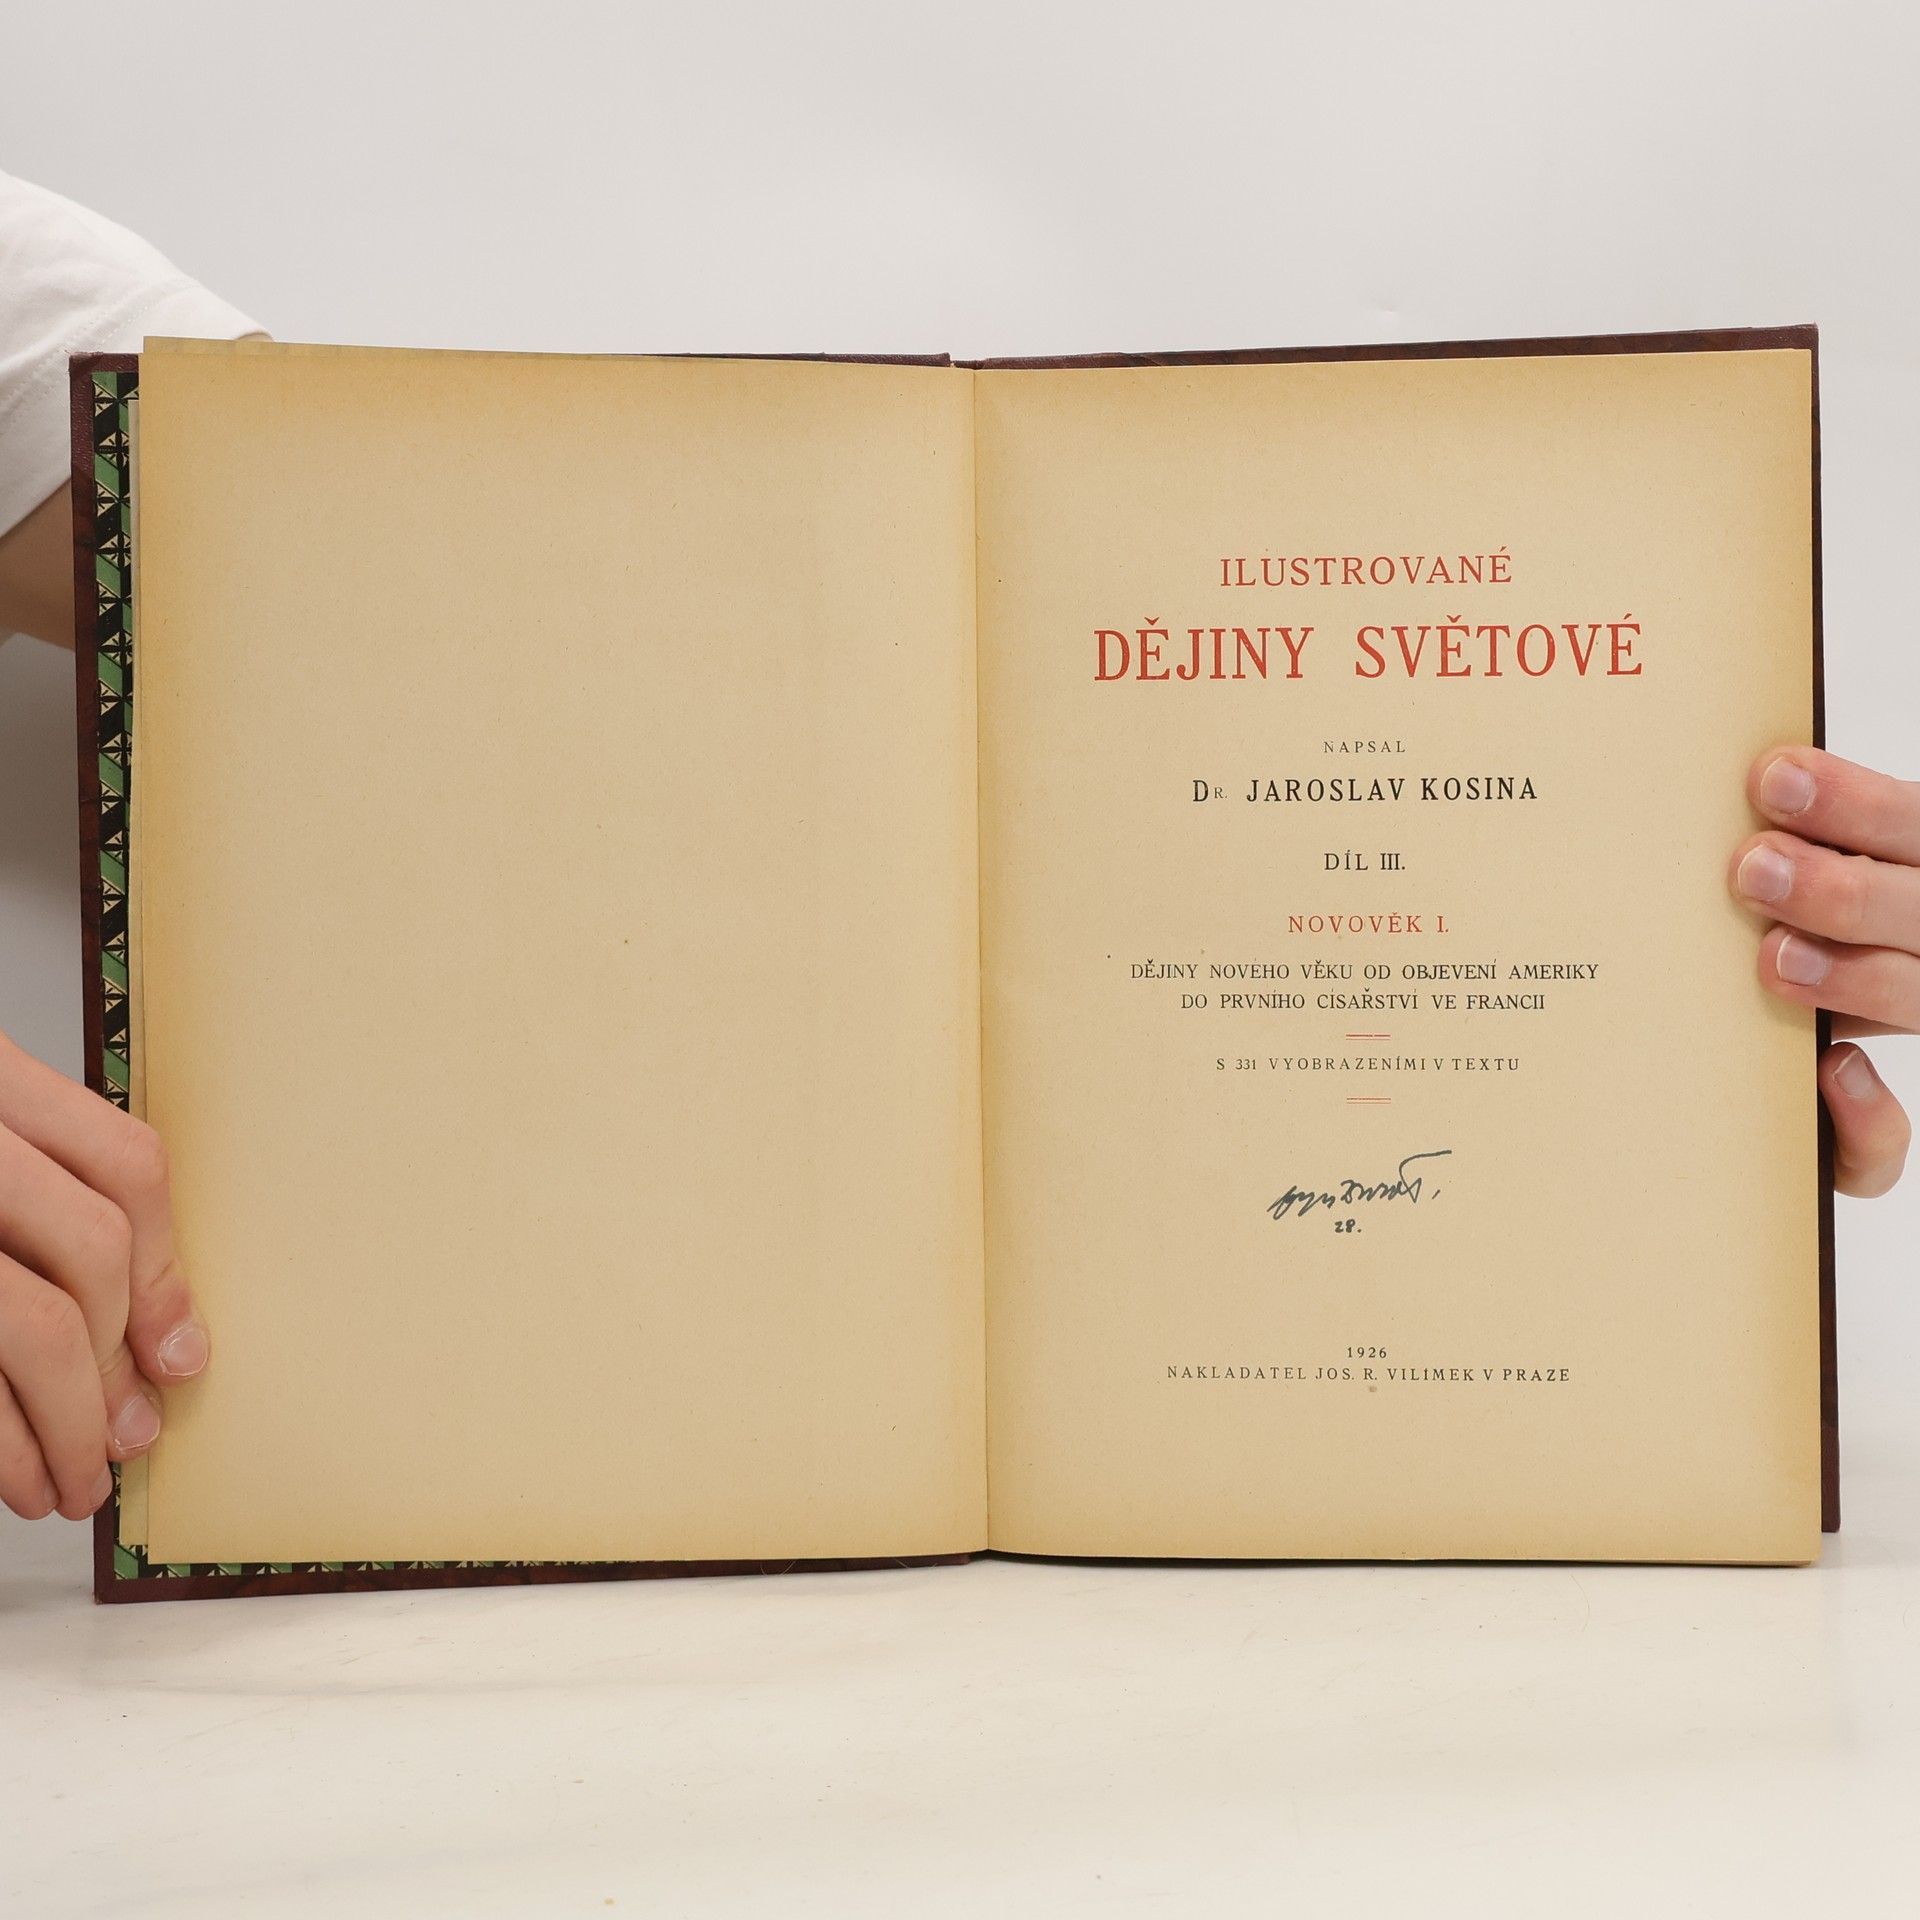 ILUSTROVANÉ
DĚJINY SVĚTOVÉ
NAPSAL
DR. JAROSLAV KOSINA
DÍL III.
NOVOVĚK I.
DĚJINY NOVÉHO VĚKU OD OBJEVENÍ AMERIKY
DO PRVNÍHO CÍSAŘSTVÍ VE FRANCII
S 331 VYOBRAZENÍMI V TEXTU
28.
1926
NAKLADATEL JOS. R. VILÍMEK V PRAZE